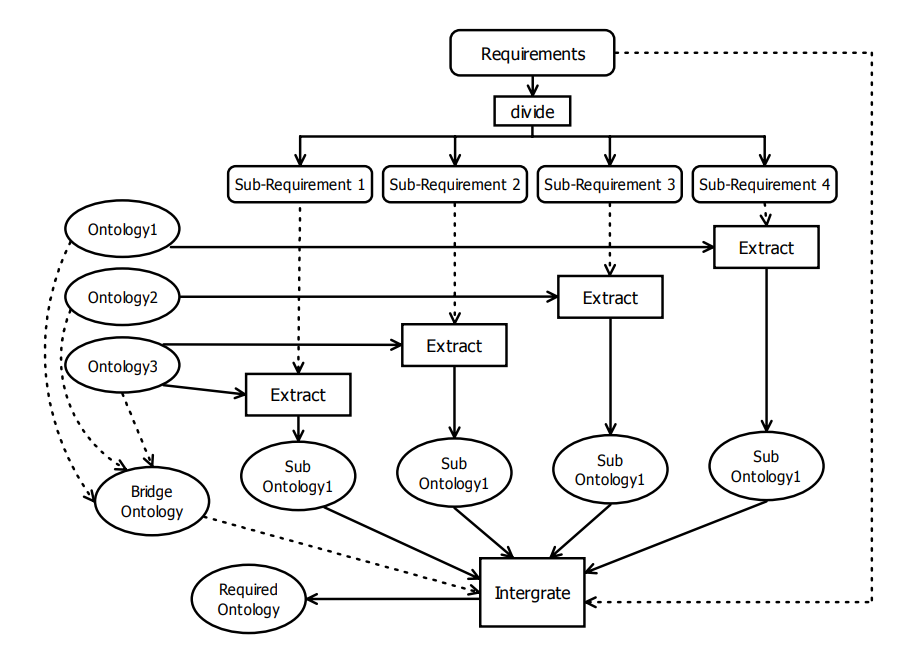 Requirements
divide
Sub-Requirement 1
Sub-Requirement 2
Sub-Requirement 3
Sub-Requirement 4
Ontology1
Extract
Ontology2
Extract
Ontology3
Extract
Extract
Sub
Ontology1
Sub
Ontology1
Sub
Ontology1
Sub
Ontology1
Bridge
Ontology
Required
Ontology
Intergrate